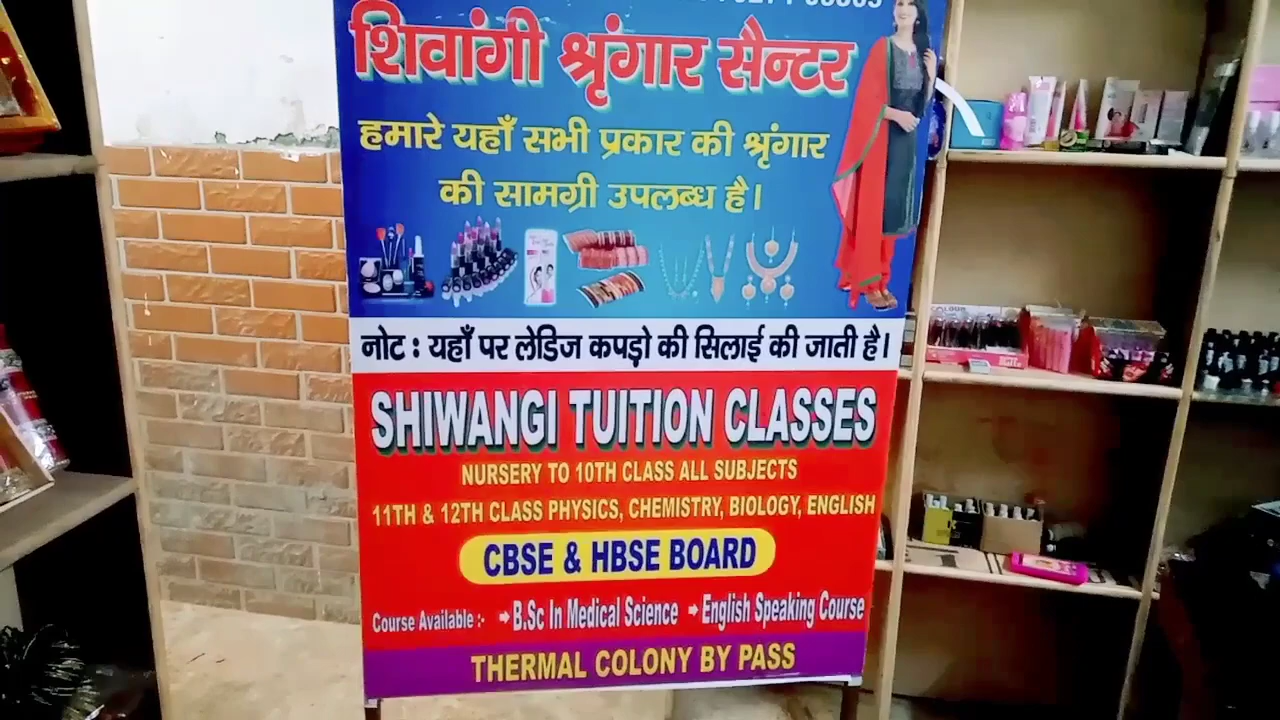 शिवांगी श्रृंगार सैन्टर
हमारे यहाँ सभी प्रकार की श्रृंगार
की सामग्री उपलब्ध है।
नोट : यहाँ पर लेडिज कपड़ो की सिलाई की जाती है।
SHIWANGI TUITION CLASSES
NURSERY TO 10TH CLASS ALL SUBJECTS
11TH & 12TH CLASS PHYSICS, CHEMISTRY, BIOLOGY, ENGLISH
CBSE & HBSE BOARD
Course Available :- ➡ B.Sc In Medical Science ➡ English Speaking Course
THERMAL COLONY BY PASS